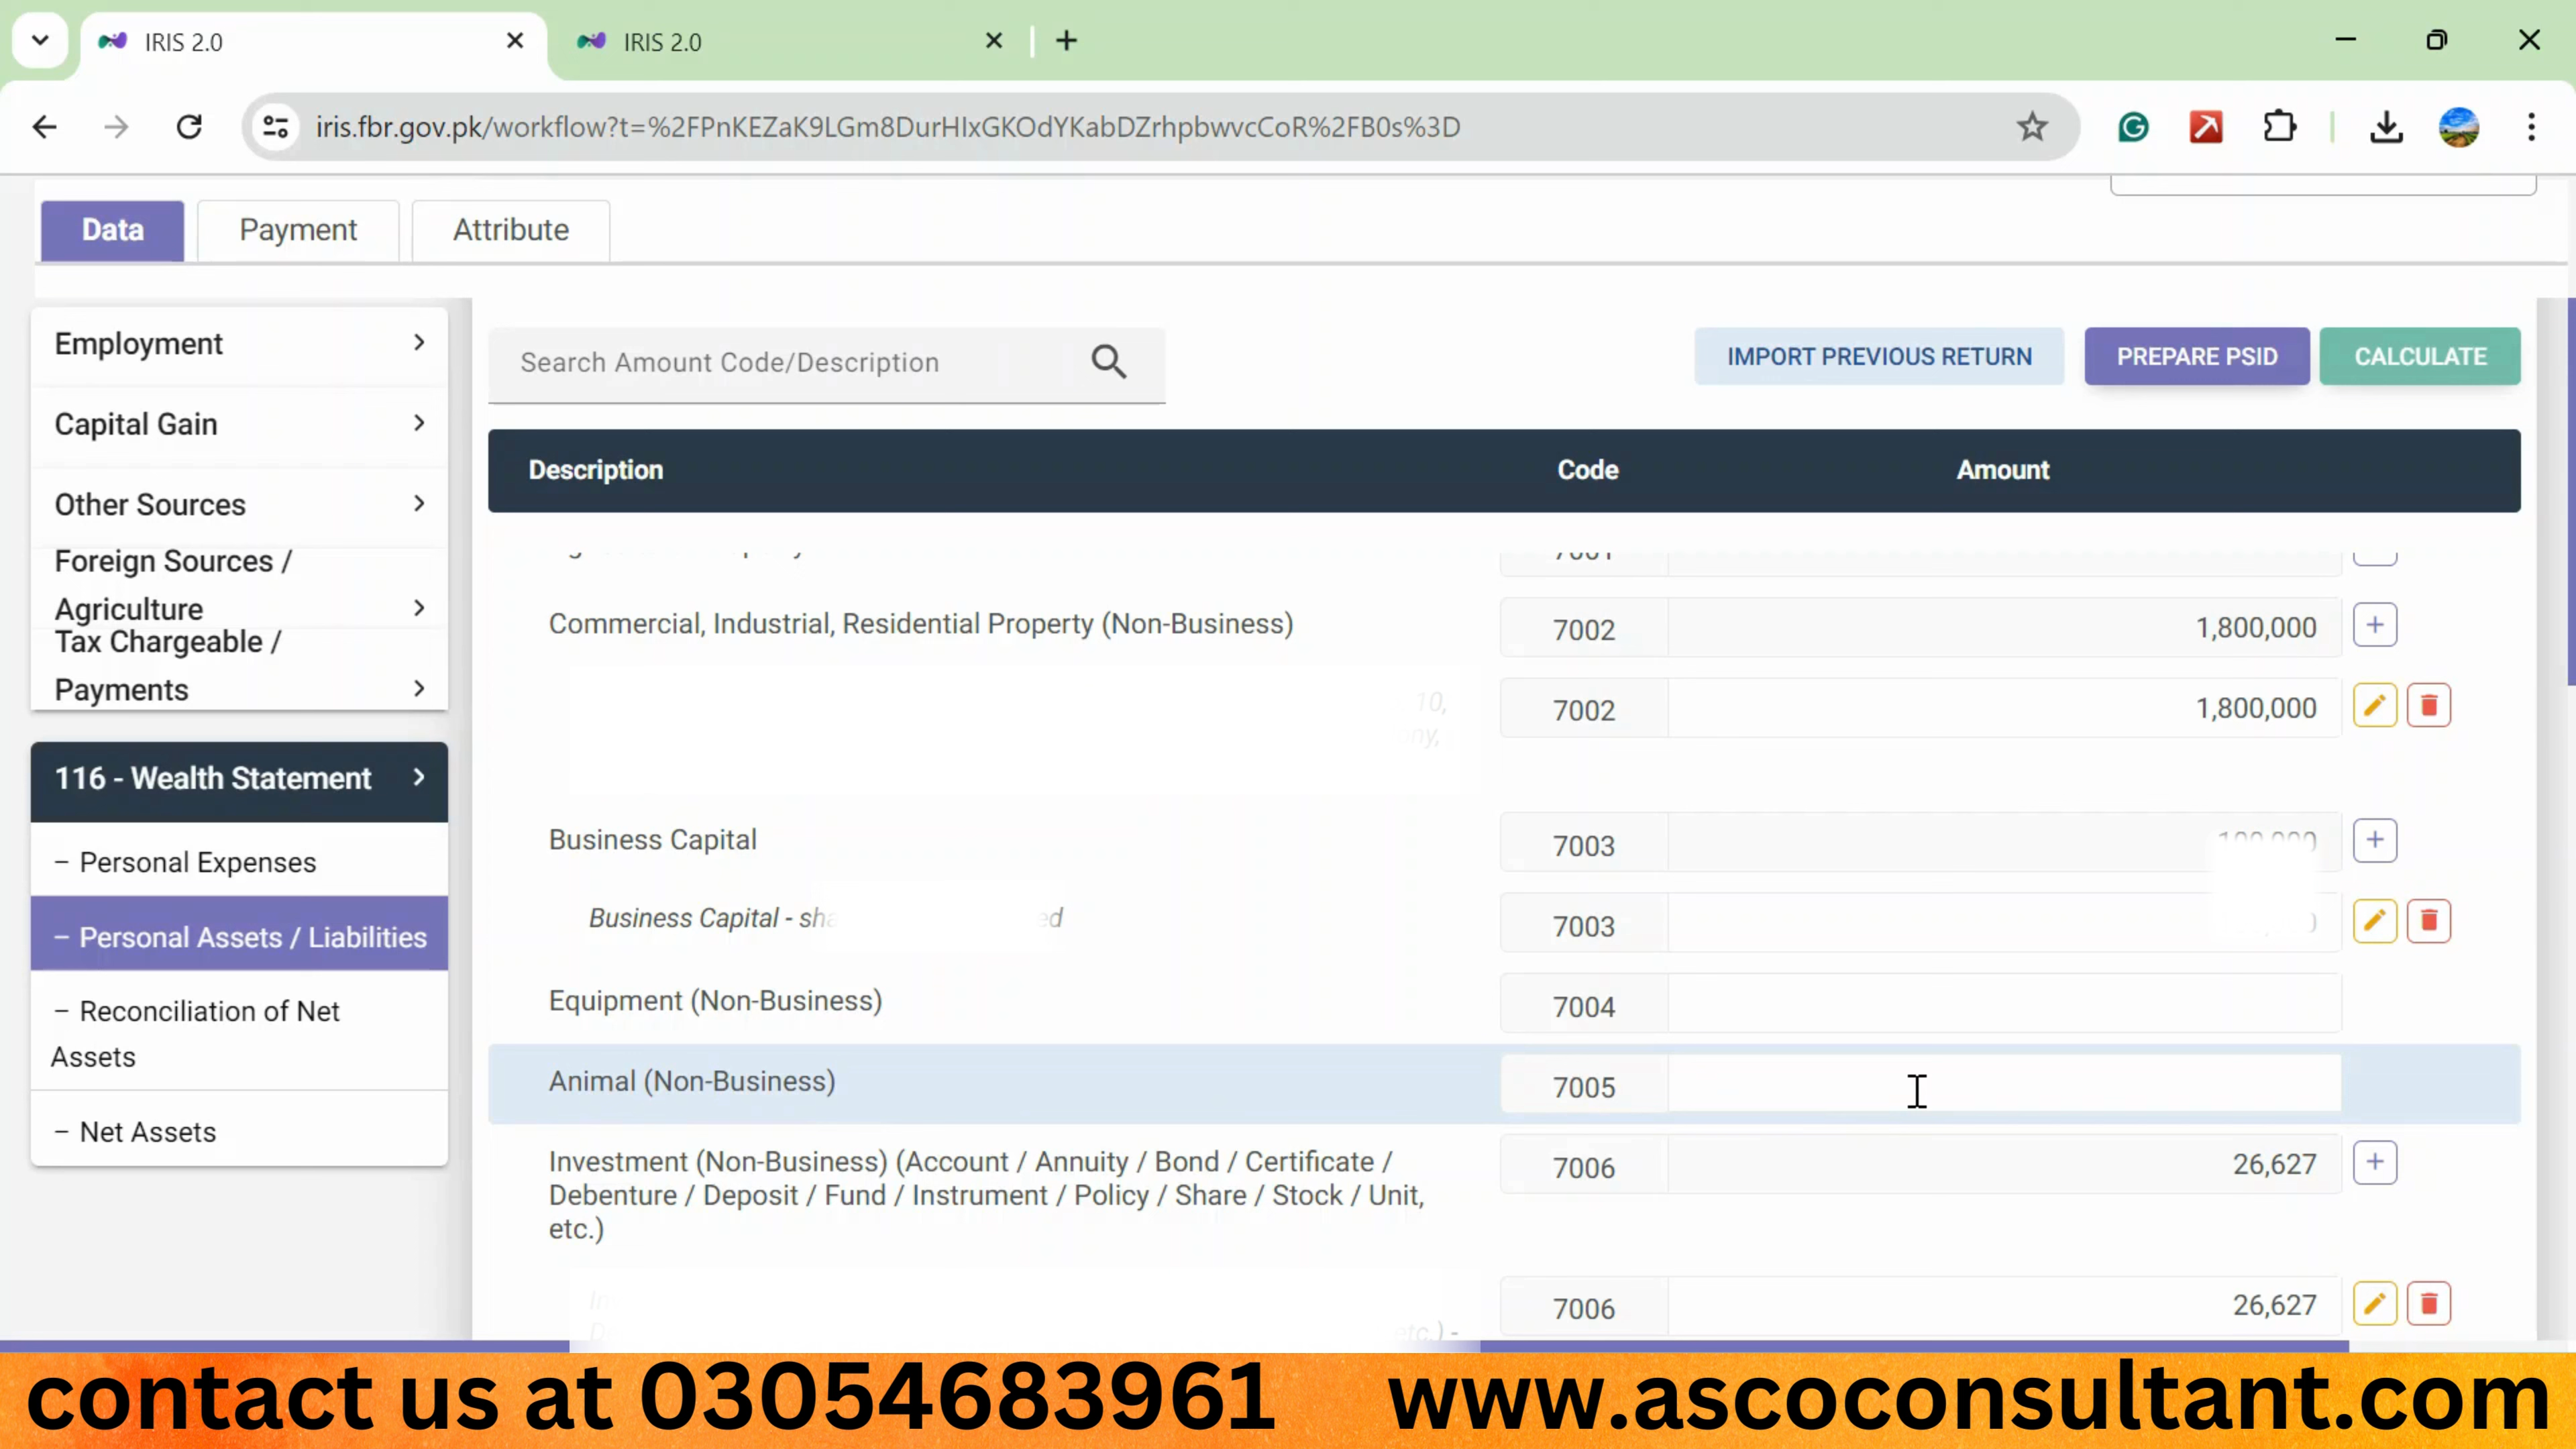 IRIS 2.0
IRIS 2.0
iris.fbr.gov.pk/workflow?t=%2FPnKEZaK9LGm8DurHIxGKOdYKabDZrhpbwvcCoR%2FB0s%3D
Data
Payment
Attribute
Employment
Capital Gain
Other Sources
Foreign Sources /
Agriculture
Tax Chargeable /
Payments
116 - Wealth Statement
– Personal Expenses
– Personal Assets / Liabilities
– Reconciliation of Net
Assets
– Net Assets
Search Amount Code/Description
IMPORT PREVIOUS RETURN
PREPARE PSID
CALCULATE
Description Code Amount
Commercial, Industrial, Residential Property (Non-Business) 7002 1,800,000
10, 7002 1,800,000
Business Capital 7003
Business Capital - 7003
Equipment (Non-Business) 7004
Animal (Non-Business) 7005
Investment (Non-Business) (Account / Annuity / Bond / Certificate / 7006 26,627
Debenture / Deposit / Fund / Instrument / Policy / Share / Stock / Unit,
etc.)
7006 26,627
etc.) -
contact us at 03054683961 www.ascoconsultant.com